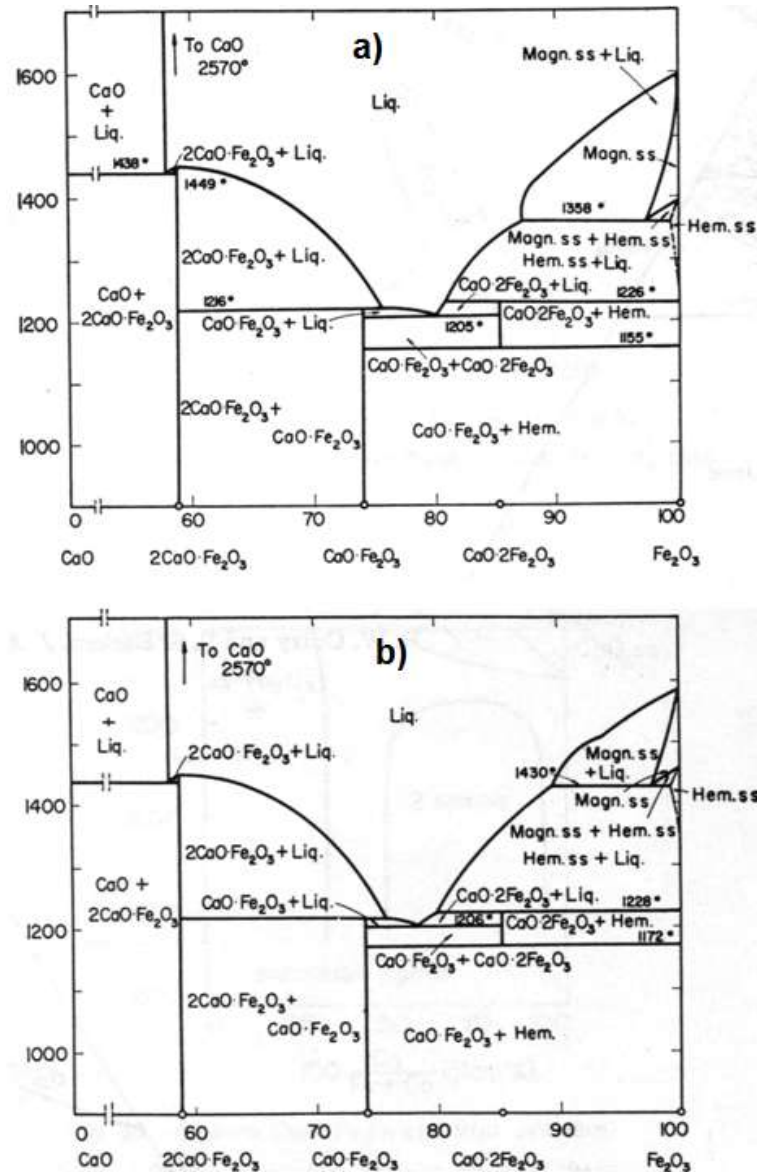 a)
To CaO
2570°
1600
CaO
+
Liq.
1438°
Liq.
Magn. ss + Liq.
Magn. ss
2CaO·Fe₂O₃ + Liq.
1449°
1400
1358°
Hem. ss
Magn. ss + Hem. ss
Hem. ss + Liq.
2CaO·Fe₂O₃ + Liq.
CaO·2Fe₂O₃ + Liq.
CaO +
2CaO·Fe₂O₃
1216°
1226°
CaO·Fe₂O₃ + Liq.
CaO·2Fe₂O₃ + Hem.
1200
1205°
1155°
CaO·Fe₂O₃ + CaO·2Fe₂O₃
2CaO·Fe₂O₃ +
CaO·Fe₂O₃
CaO·Fe₂O₃ + Hem.
1000
0 60 70 80 90 100
CaO 2CaO·Fe₂O₃ CaO·Fe₂O₃ CaO·2Fe₂O₃ Fe₂O₃
b)
To CaO
2570°
1600
CaO
+
Liq.
Liq.
2CaO·Fe₂O₃ + Liq.
Magn. ss
+ Liq.
1430°
1400
Magn. ss
Hem. ss
Magn. ss + Hem. ss
2CaO·Fe₂O₃ + Liq.
Hem. ss + Liq.
CaO +
2CaO·Fe₂O₃
CaO·Fe₂O₃ + Liq.
CaO·2Fe₂O₃ + Liq.
1228°
1200
1206°
CaO·2Fe₂O₃ + Hem.
1172°
CaO·Fe₂O₃ + CaO·2Fe₂O₃
2CaO·Fe₂O₃ +
CaO·Fe₂O₃
CaO·Fe₂O₃ + Hem.
1000
0 60 70 80 90 100
CaO 2CaO·Fe₂O₃ CaO·Fe₂O₃ CaO·2Fe₂O₃ Fe₂O₃